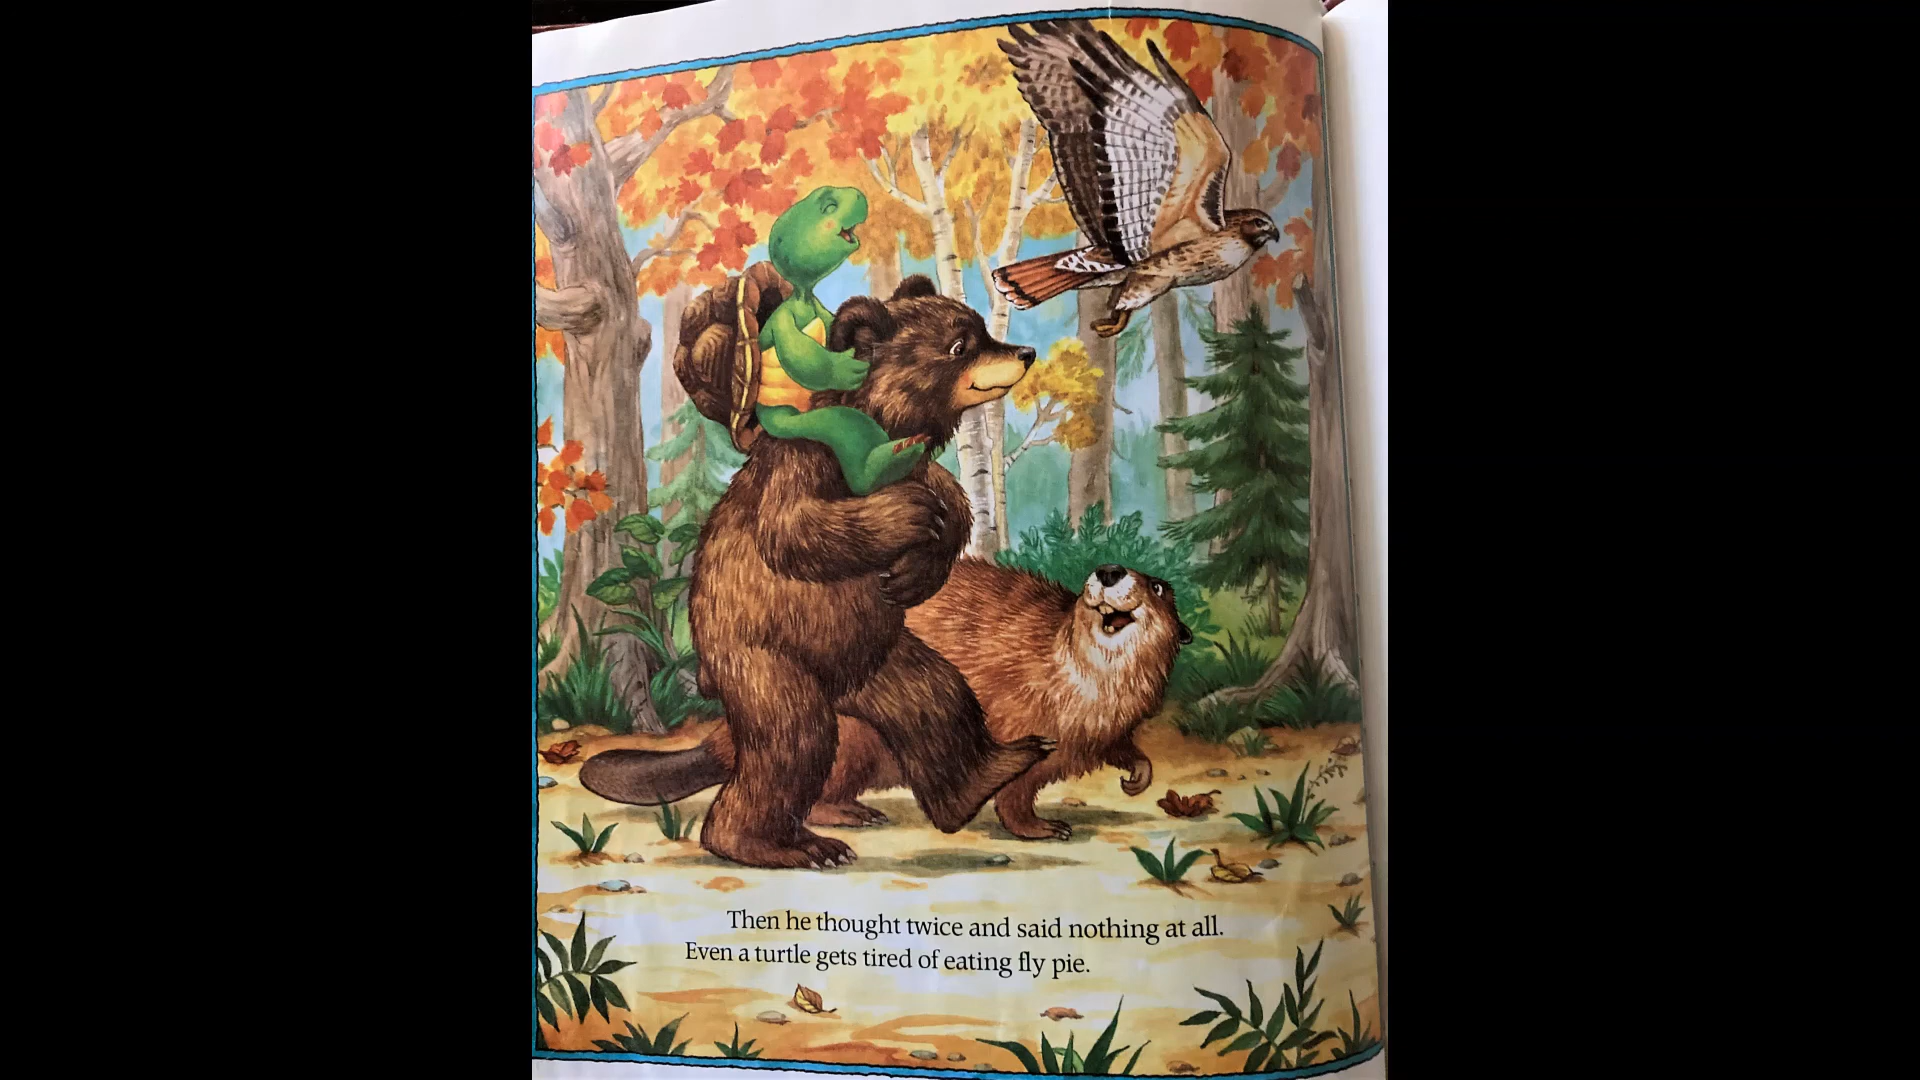 Then he thought twice and said nothing at all.
Even a turtle gets tired of eating fly pie.